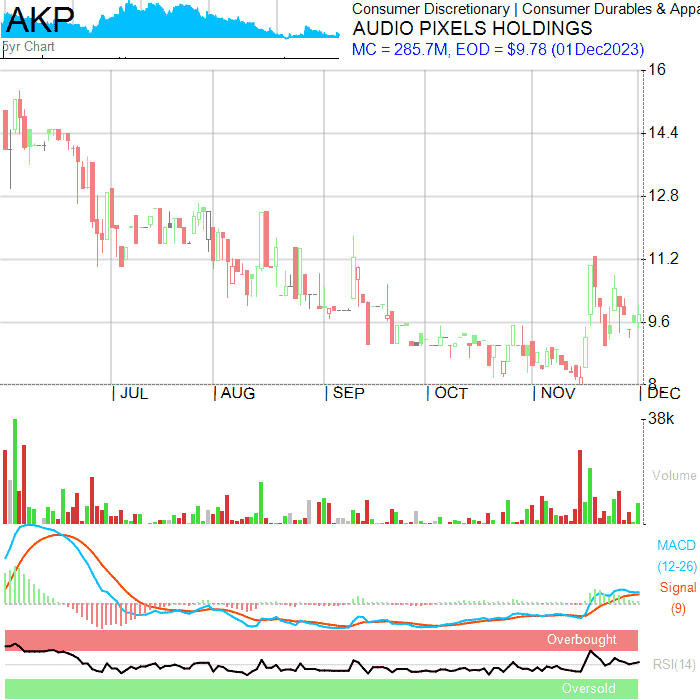 AKP
5yr Chart
Consumer Discretionary | Consumer Durables & Appa
AUDIO PIXELS HOLDINGS
MC = 285.7M, EOD = $9.78 (01Dec2023)
16
14.4
12.8
11.2
9.6
8
| JUL | AUG | SEP | OCT | NOV | DEC
38k
Volume
MACD
(12-26)
Signal
(9)
Overbought
RSI(14)
Oversold